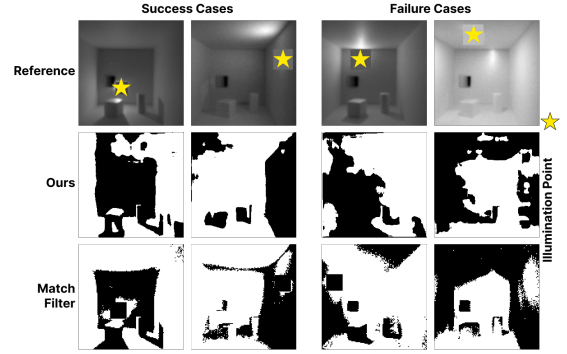 Success Cases
Failure Cases
Reference
Ours
Match
Filter
Illumination Point